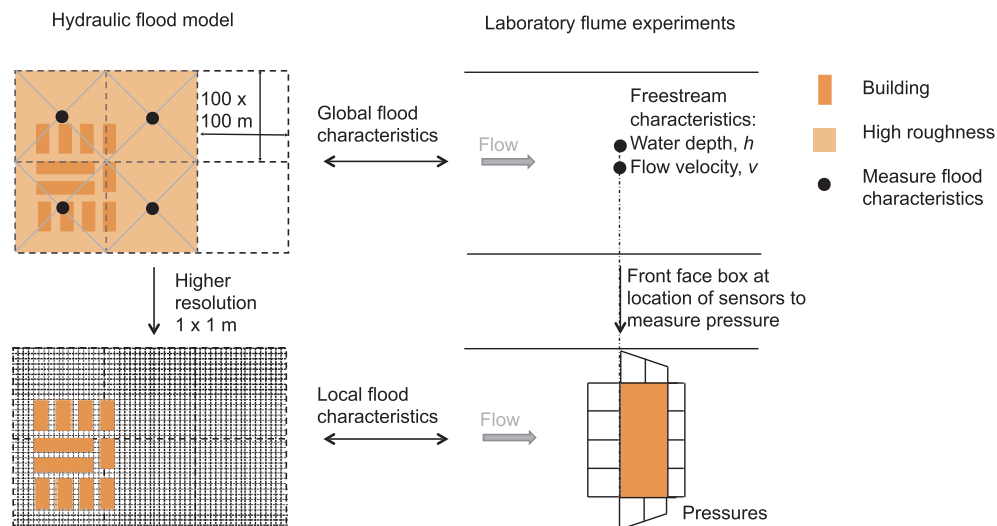 Hydraulic flood model
Laboratory flume experiments
100 x
100 m
Global flood
characteristics
Flow
Freestream
characteristics:
Water depth, h
Flow velocity, v
Building
High roughness
Measure flood
characteristics
Higher
resolution
1 x 1 m
Front face box at
location of sensors to
measure pressure
Local flood
characteristics
Flow
Pressures